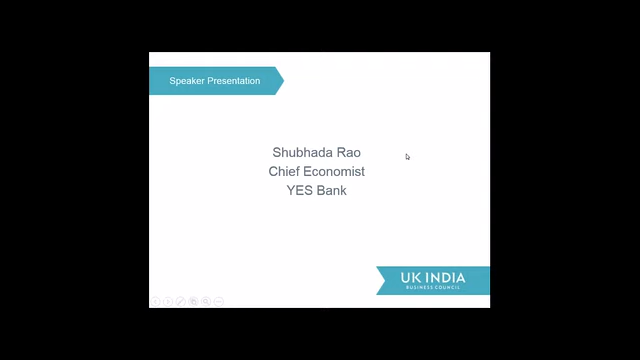 Speaker Presentation
Shubhada Rao
Chief Economist
YES Bank
UK INDIA
BUSINESS COUNCIL